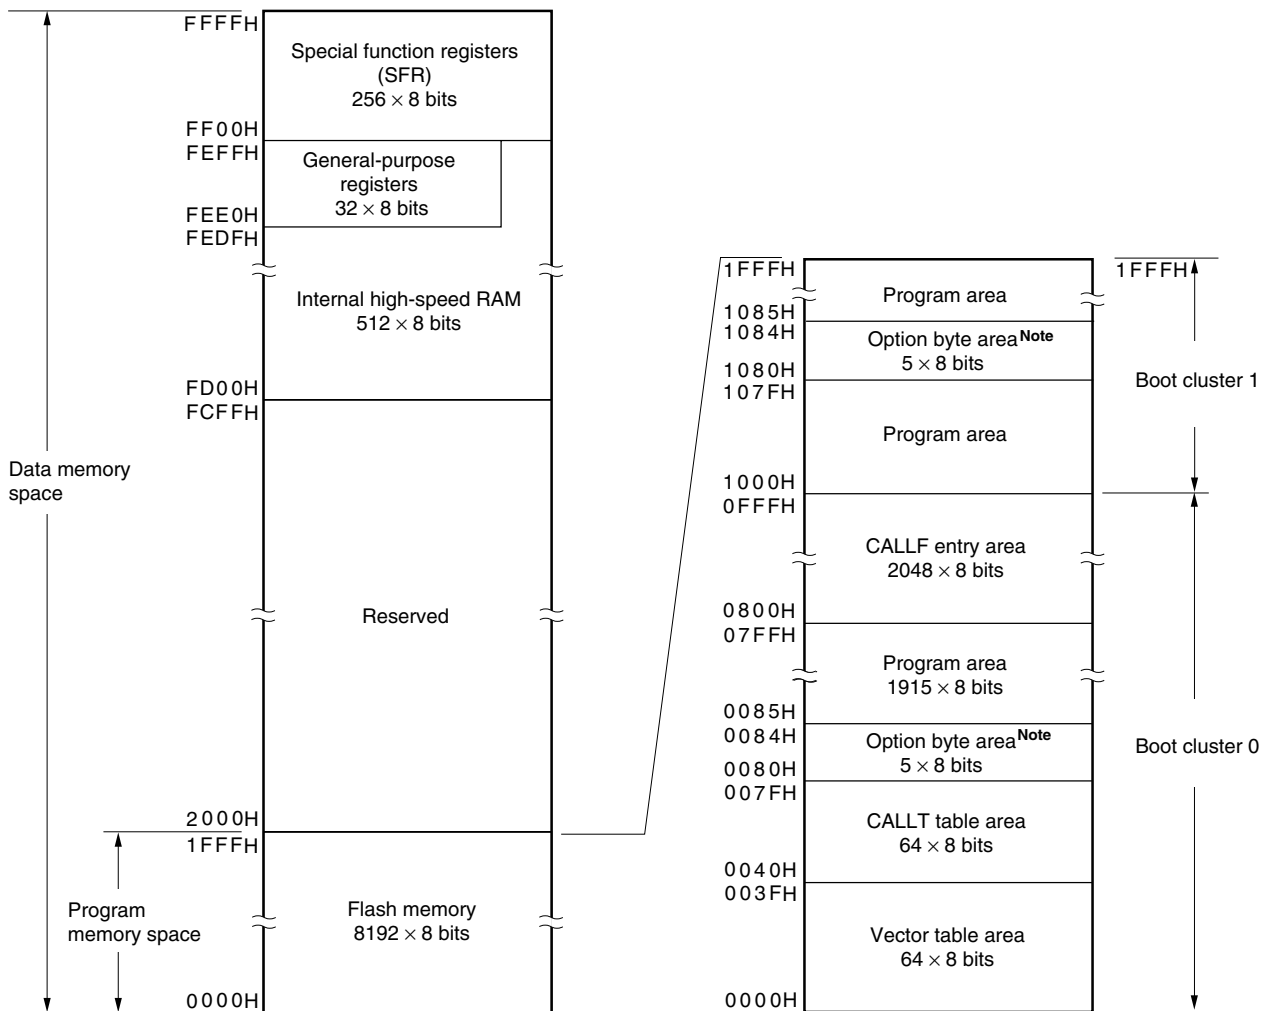 FFFFH
Special function registers
(SFR)
256 × 8 bits
FF00H
FEFFH
General-purpose
registers
32 × 8 bits
FEE0H
FEDFH
Internal high-speed RAM
512 × 8 bits
FD00H
FCFFH
Data memory
space
Reserved
2000H
1FFFH
Program
memory space
Flash memory
8192 × 8 bits
0000H
1FFFH
1FFFH
Program area
1085H
1084H
Option byte area Note
5 × 8 bits
1080H
107FH
Boot cluster 1
Program area
1000H
0FFFH
CALLF entry area
2048 × 8 bits
0800H
07FFH
Program area
1915 × 8 bits
0085H
0084H
Option byte area Note
5 × 8 bits
Boot cluster 0
0080H
007FH
CALLT table area
64 × 8 bits
0040H
003FH
Vector table area
64 × 8 bits
0000H